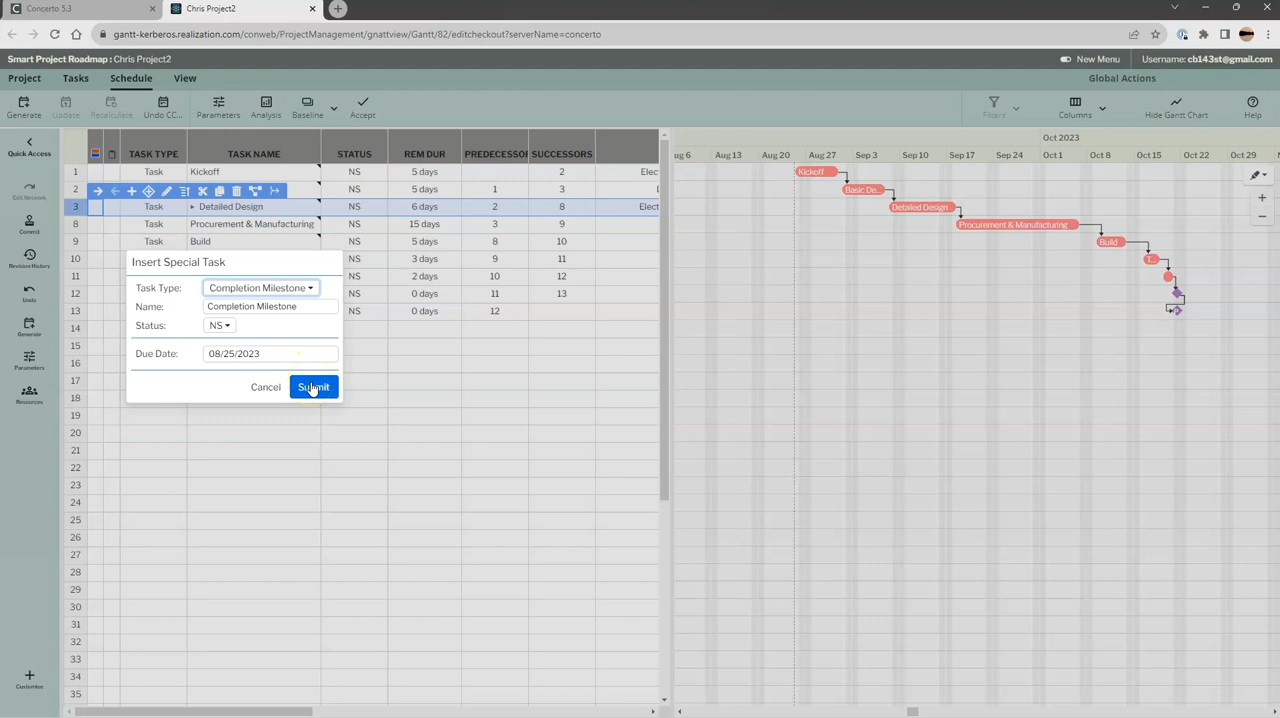 Concerto 5.3
Chris Project2
gantt-kerberos.realization.com/conweb/ProjectManagement/gnattview/Gantt/82/editcheckout?serverName=concerto
Smart Project Roadmap : Chris Project2
New Menu
Username: cb143st@gmail.com
Project Tasks Schedule View
Global Actions
Generate Update Recalculate Undo CC... Parameters Analysis Baseline Accept
Filters Columns Hide Gantt Chart Help
Quick Access
Edit Network
Commit
Revision History
Undo
Generate
Parameters
Resources
Customise
TASK TYPE TASK NAME STATUS REM DUR PREDECESSOR SUCCESSORS
1 Task Kickoff NS 5 days 2 Electr
2 NS 5 days 1 3
3 Task Detailed Design NS 6 days 2 8 Elect
8 Task Procurement & Manufacturing NS 15 days 3 9
9 Task Build NS 5 days 8 10
10 NS 3 days 9 11
11 NS 2 days 10 12
12 NS 0 days 11 13
13 NS 0 days 12
14
15
16
17
18
19
20
21
22
23
24
25
26
27
28
29
30
31
32
33
34
35
Insert Special Task
Task Type: Completion Milestone
Name: Completion Milestone
Status: NS
Due Date: 08/25/2023
Cancel Submit
Oct 2023
Aug 6 Aug 13 Aug 20 Aug 27 Sep 3 Sep 10 Sep 17 Sep 24 Oct 1 Oct 8 Oct 15 Oct 22 Oct 29
Kickoff
Basic De...
Detailed Design
Procurement & Manufacturing
Build
T...